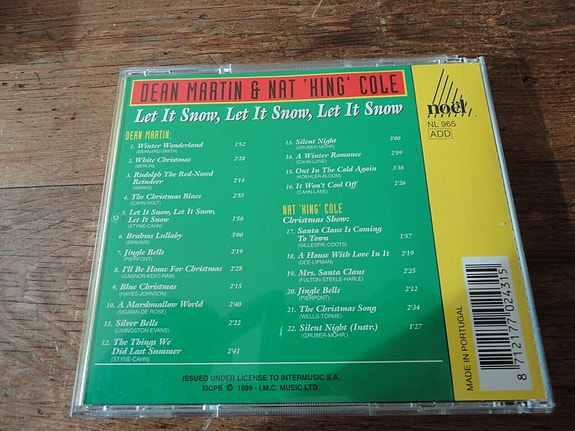 DEAN MARTIN & NAT 'KING' COLE
Let It Snow, Let It Snow, Let It Snow
noël
NL 965
ADD
DEAN MARTIN:
1. Winter Wonderland 1'52
(BERNARD-SMITH)
2. White Christmas 2'28
(BERLIN)
3. Rudolph The Red-Nosed
Reindeer 2'14
(MARKS)
4. The Christmas Blues 2'55
(CAHN-HOLT)
5. Let It Snow, Let It Snow,
Let It Snow 1'56
(STYNE-CAHN)
6. Brahms Lullaby 3'00
(BRAHMS)
7. Jingle Bells 2'19
(PIERPONT)
8. I'll Be Home For Christmas 2'28
(GANNON-KENT-RAM)
9. Blue Christmas 2'15
(HAYES-JOHNSON)
10. A Marshmallow World 2'40
(SIGMAN-DE ROSE)
11. Silver Bells 2'22
(LIVINGSTON-EVANS)
12. The Things We
Did Last Summer 2'41
(STYNE-CAHN)
13. Silent Night 3'00
(GRUBER-MOHR)
14. A Winter Romance 2'59
(CAHN-LANE)
15. Out In The Cold Again 3'36
(KOEHLER-BLOOM)
16. It Won't Cool Off 2'26
(CAHN-LANE)
NAT 'KING' COLE
Christmas Show:
17. Santa Claus Is Coming
To Town 1'57
(GILLESPIE-COOTS)
18. A House With Love In It 2'19
(DEE-LIPMAN)
19. Mrs. Santa Claus 2'25
(FULTON-STEELE-HARLE)
20. Jingle Bells 2'12
(PIERPONT)
21. The Christmas Song 2'34
(WELLS-TORME)
22. Silent Night (Instr.) 1'27
(GRUBER-MOHR)
ISSUED UNDER LICENSE TO INTERMUSIC S.A.
MCPS © 1999 - I.M.C. MUSIC LTD.
MADE IN PORTUGAL
8 712177 024315